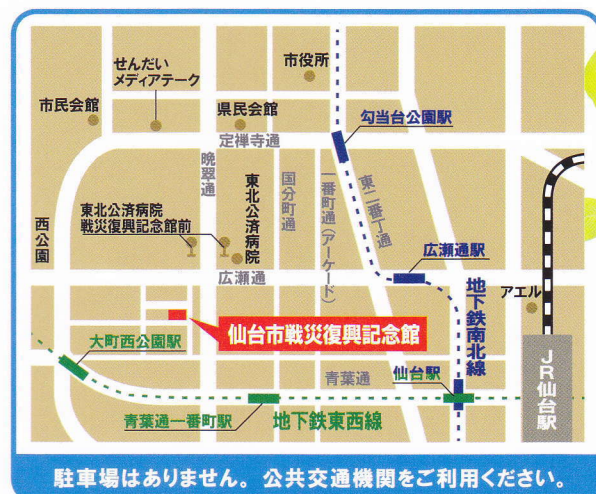 市役所
せんだい
メディアテーク
市民会館
県民会館
勾当台公園駅
定禅寺通
晩翠通
国分町通
一番町通（アーケード）
東二番丁通
西公園
東北公済病院
戦災復興記念館前
東北公済病院
広瀬通
広瀬通駅
アエル
地下鉄南北線
仙台市戦災復興記念館
大町西公園駅
青葉通
仙台駅
JR仙台駅
青葉通一番町駅
地下鉄東西線
駐車場はありません。公共交通機関をご利用ください。